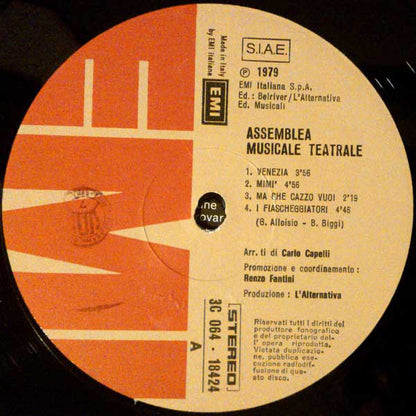 S.I.A.E.
Made in Italy
by EMI italiana
EMI
℗ 1979
EMI Italiana S.p.A.
Ed.: Belriver/L'Alternativa
Ed. Musicali
ASSEMBLEA
MUSICALE TEATRALE
1. VENEZIA 3'56
2. MIMI' 4'56
3. MA CHE CAZZO VUOI 2'19
4. I FIASCHEGGIATORI 4'46
(G. Alloisio - B. Biggi)
Arr.ti di Carlo Capelli
Promozione e coordinamento:
Renzo Fantini
Produzione: L'Alternativa
STEREO
3C 064 - 18424
A
Riservati tutti i diritti del
produttore fonografico
e del proprietario del-
l' opera riprodotta.
Vietata duplicazio-
ne, pubblica ese-
cuzione radiodif-
fusione di que-
sto disco.
EMI